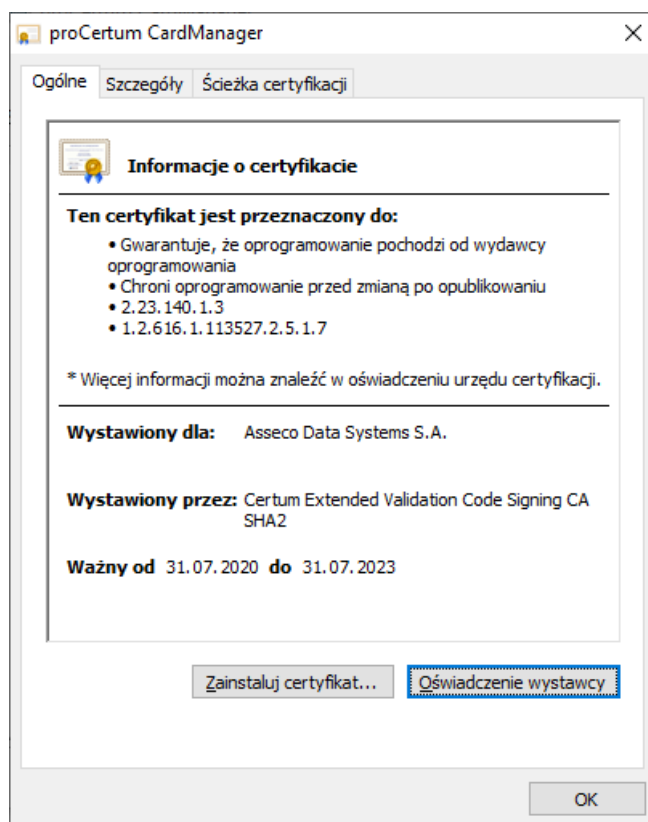 proCertum CardManager
Ogólne Szczegóły Ścieżka certyfikacji
Informacje o certyfikacie
Ten certyfikat jest przeznaczony do:
• Gwarantuje, że oprogramowanie pochodzi od wydawcy
oprogramowania
• Chroni oprogramowanie przed zmianą po opublikowaniu
• 2.23.140.1.3
• 1.2.616.1.113527.2.5.1.7
* Więcej informacji można znaleźć w oświadczeniu urzędu certyfikacji.
Wystawiony dla: Asseco Data Systems S.A.
Wystawiony przez: Certum Extended Validation Code Signing CA
SHA2
Ważny od 31.07.2020 do 31.07.2023
Zainstaluj certyfikat... Oświadczenie wystawcy
OK